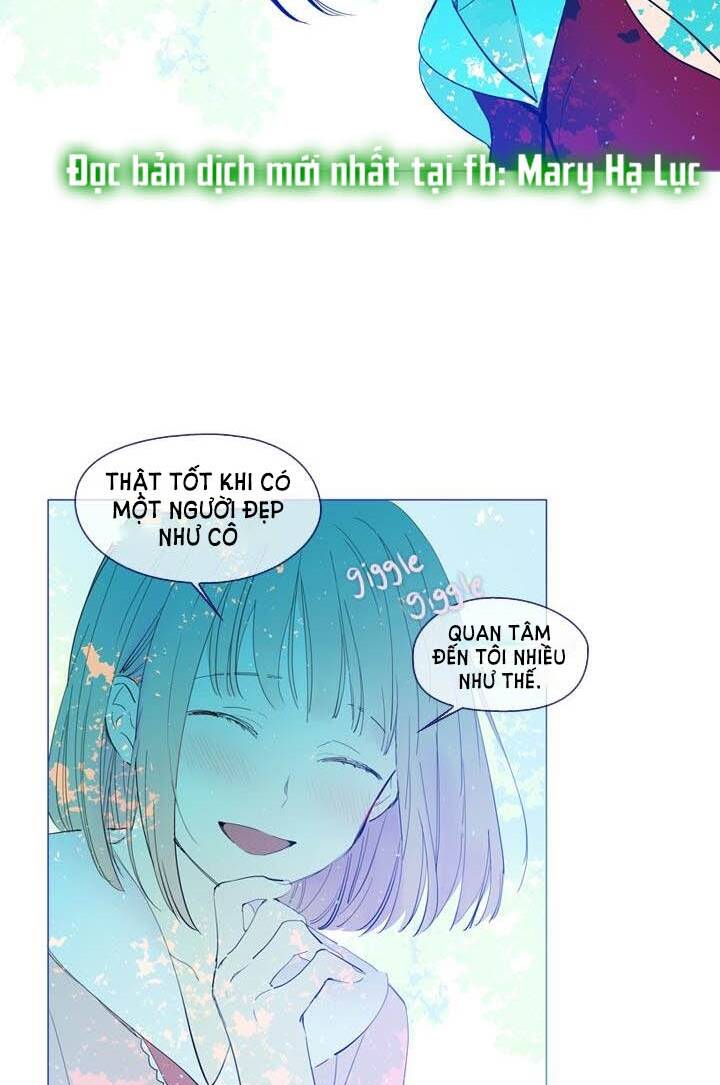 Đọc bản dịch mới nhất tại fb: Mary Hạ Lục
THẬT TỐT KHI CÓ
MỘT NGƯỜI ĐẸP
NHƯ CÔ
giggle
giggle
QUAN TÂM
ĐẾN TÔI NHIỀU
NHƯ THẾ.